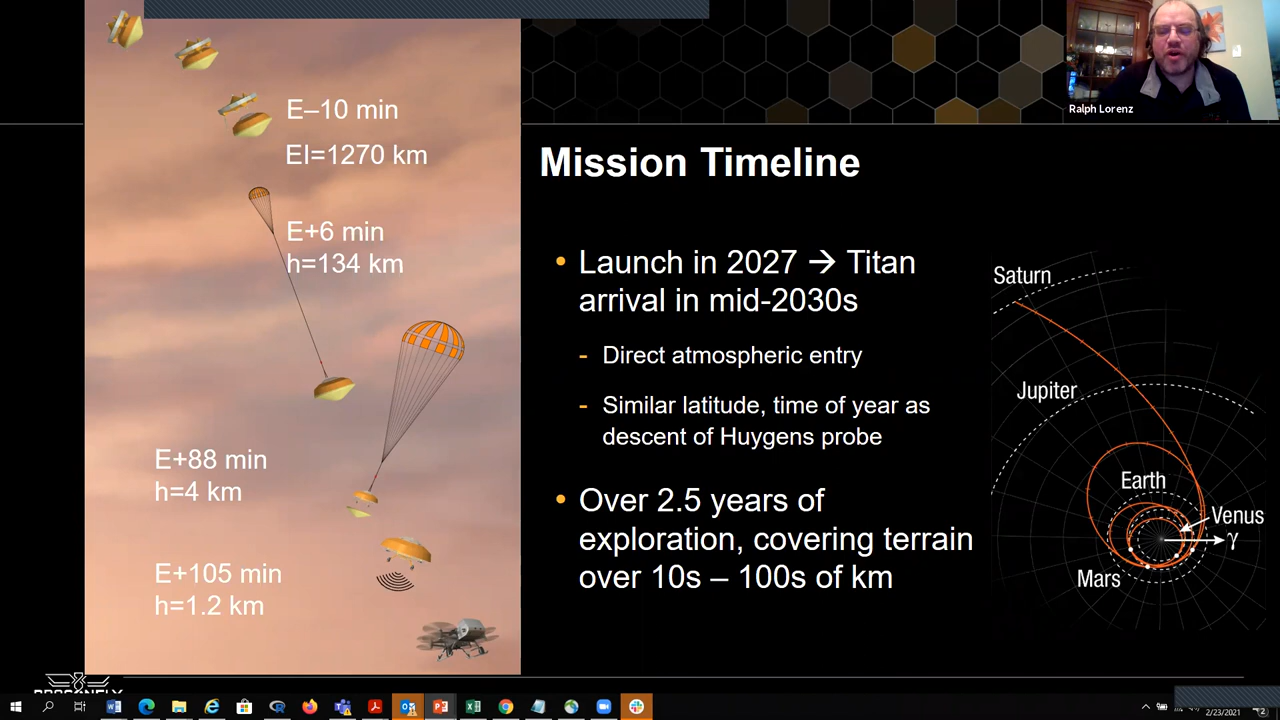 Ralph Lorenz
E–10 min
EI=1270 km
E+6 min
h=134 km
E+88 min
h=4 km
E+105 min
h=1.2 km
Mission Timeline
• Launch in 2027 → Titan
arrival in mid-2030s
- Direct atmospheric entry
- Similar latitude, time of year as
descent of Huygens probe
• Over 2.5 years of
exploration, covering terrain
over 10s – 100s of km
Saturn
Jupiter
Earth
Venus
γ
Mars
2/23/2021